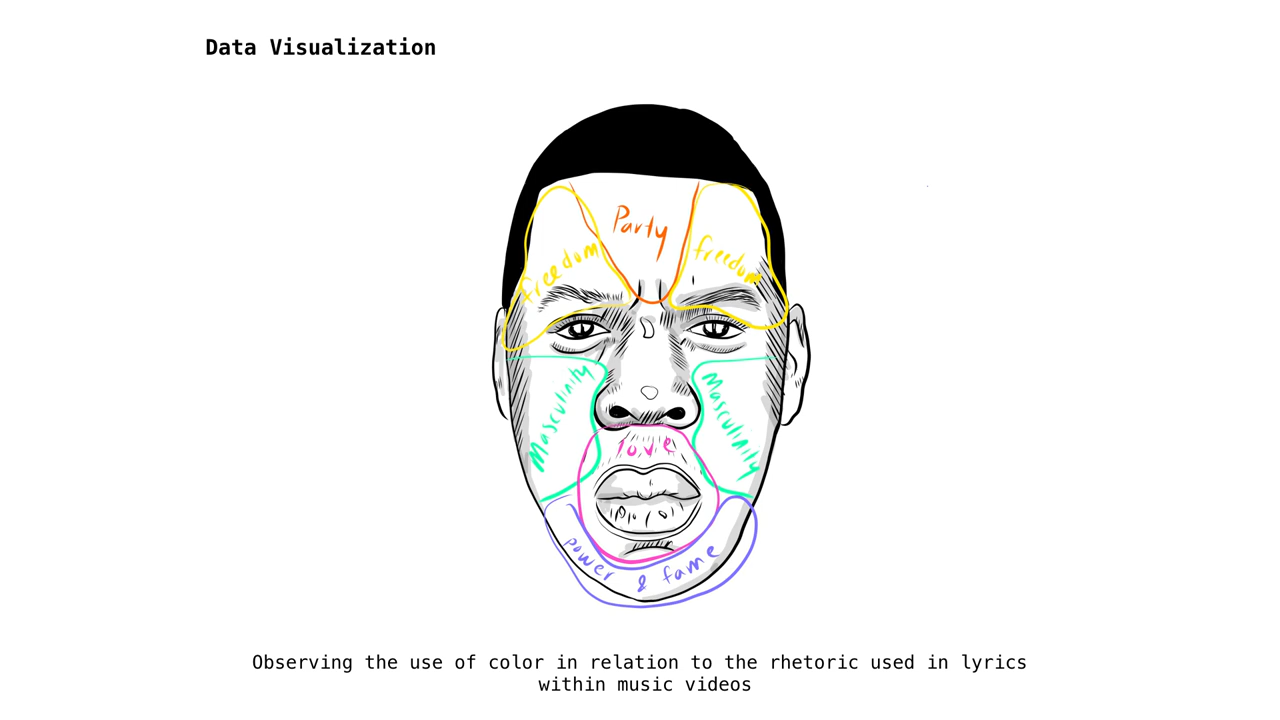 Data Visualization
Party
freedom
freedom
Masculinity
Masculinity
love
power & fame
Observing the use of color in relation to the rhetoric used in lyrics
within music videos